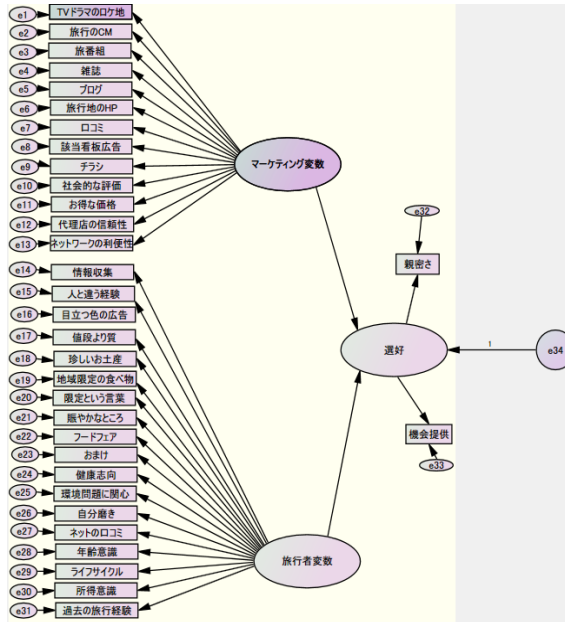 e1 TVドラマのロケ地
e2 旅行のCM
e3 旅番組
e4 雑誌
e5 ブログ
e6 旅行地のHP
e7 口コミ
e8 該当看板広告
e9 チラシ
e10 社会的な評価
e11 お得な価格
e12 代理店の信頼性
e13 ネットワークの利便性
マーケティング変数
e14 情報収集
e15 人と違う経験
e16 目立つ色の広告
e17 値段より質
e18 珍しいお土産
e19 地域限定の食べ物
e20 限定という言葉
e21 賑やかなところ
e22 フードフェア
e23 おまけ
e24 健康志向
e25 環境問題に関心
e26 自分磨き
e27 ネットの口コミ
e28 年齢意識
e29 ライフサイクル
e30 所得意識
e31 過去の旅行経験
旅行者変数
e32
親密さ
選好
1
e34
機会提供
e33